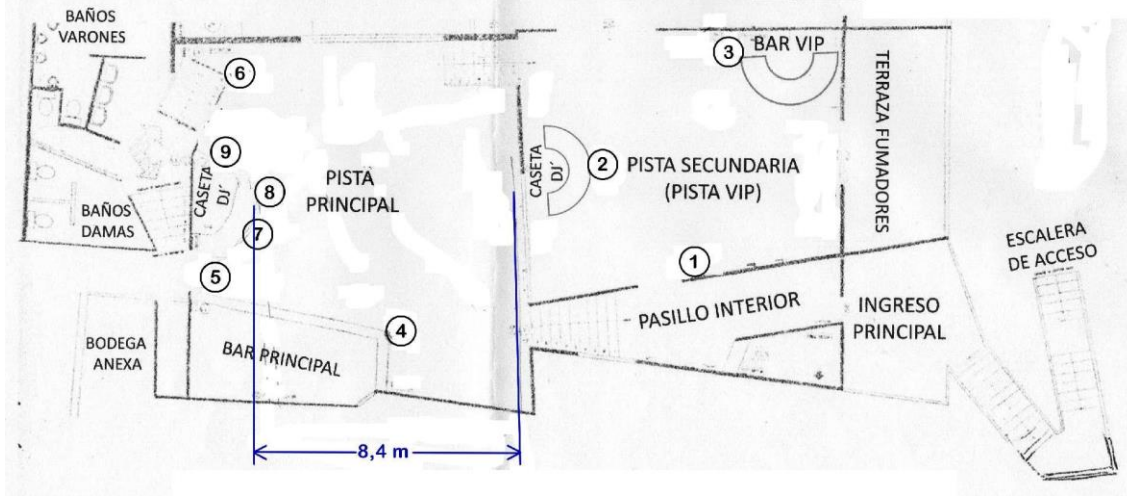 BAÑOS
VARONES
6
9
CASETA
DJ´
8
7
BAÑOS
DAMAS
5
PISTA
PRINCIPAL
4
BAR PRINCIPAL
BODEGA
ANEXA
8,4 m
3
BAR VIP
CASETA
DJ´
2
PISTA SECUNDARIA
(PISTA VIP)
TERRAZA FUMADORES
1
PASILLO INTERIOR
INGRESO
PRINCIPAL
ESCALERA
DE ACCESO